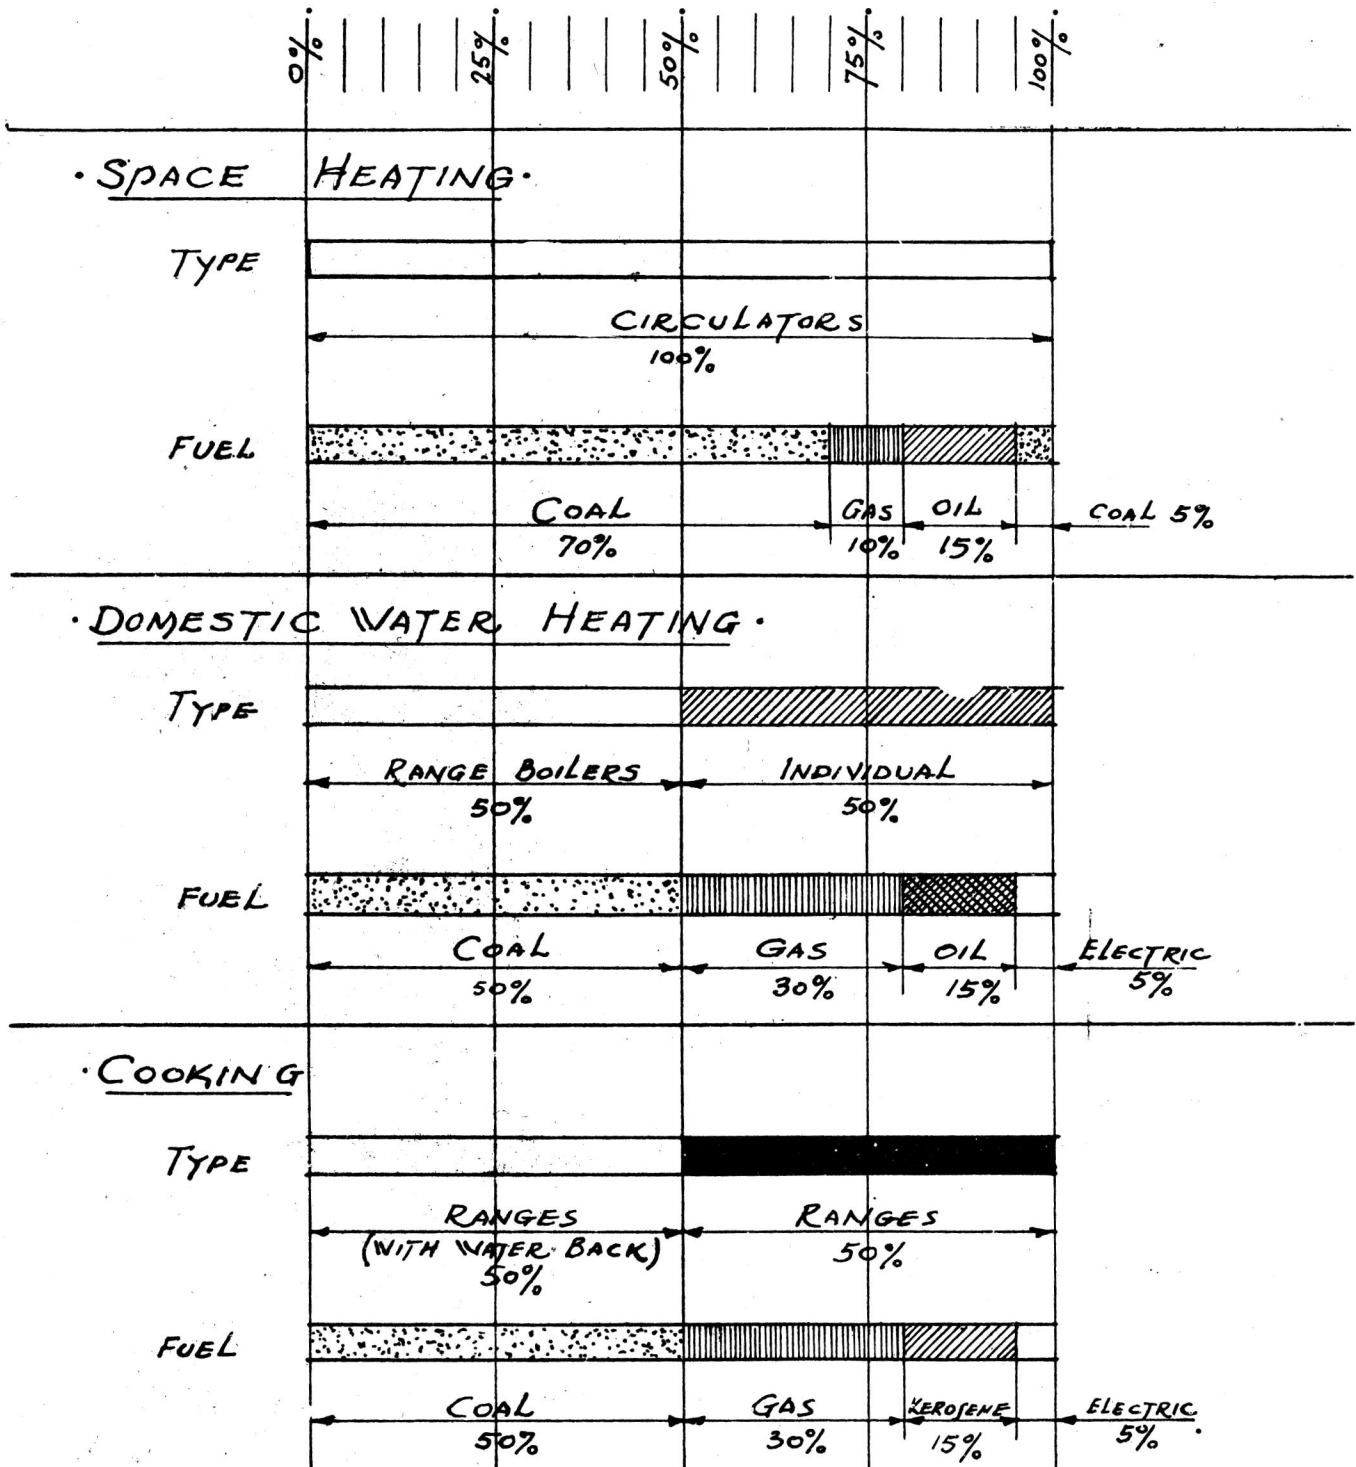 0% 25% 50% 75% 100%
· SPACE HEATING ·
TYPE
CIRCULATORS
100%
FUEL
COAL GAS OIL COAL 5%
70% 10% 15%
· DOMESTIC WATER HEATING ·
TYPE
RANGE BOILERS INDIVIDUAL
50% 50%
FUEL
COAL GAS OIL ELECTRIC
50% 30% 15% 5%
· COOKING
TYPE
RANGES RANGES
(WITH WATER BACK) 50%
50%
FUEL
COAL GAS KEROSENE ELECTRIC
50% 30% 15% 5%